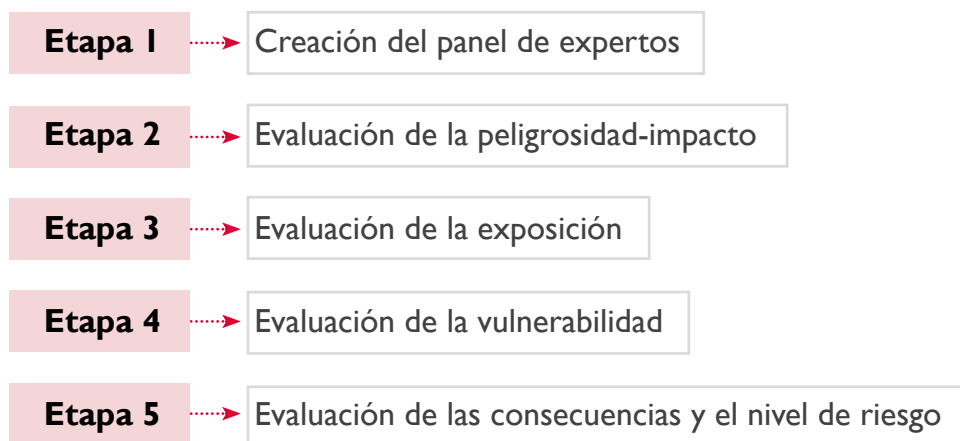 Etapa 1 Creación del panel de expertos
Etapa 2 Evaluación de la peligrosidad-impacto
Etapa 3 Evaluación de la exposición
Etapa 4 Evaluación de la vulnerabilidad
Etapa 5 Evaluación de las consecuencias y el nivel de riesgo